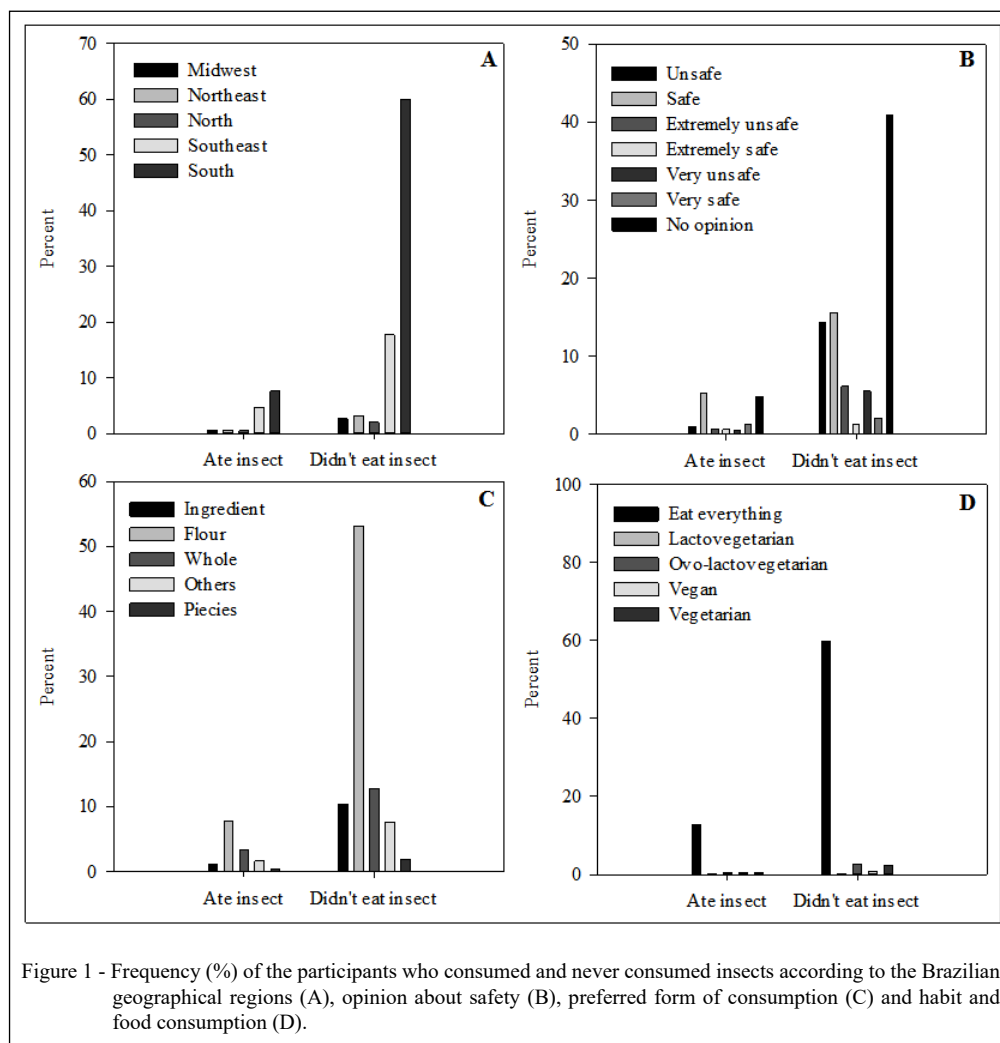 A
70
60
50
40
30
20
10
0
Percent
Midwest
Northeast
North
Southeast
South
Ate insect Didn't eat insect
B
50
40
30
20
10
0
Percent
Unsafe
Safe
Extremely unsafe
Extremely safe
Very unsafe
Very safe
No opinion
Ate insect Didn't eat insect
C
60
50
40
30
20
10
0
Percent
Ingredient
Flour
Whole
Others
Piecies
Ate insect Didn't eat insect
D
100
80
60
40
20
0
Percent
Eat everything
Lactovegetarian
Ovo-lactovegetarian
Vegan
Vegetarian
Ate insect Didn't eat insect
Figure 1 - Frequency (%) of the participants who consumed and never consumed insects according to the Brazilian
geographical regions (A), opinion about safety (B), preferred form of consumption (C) and habit and
food consumption (D).